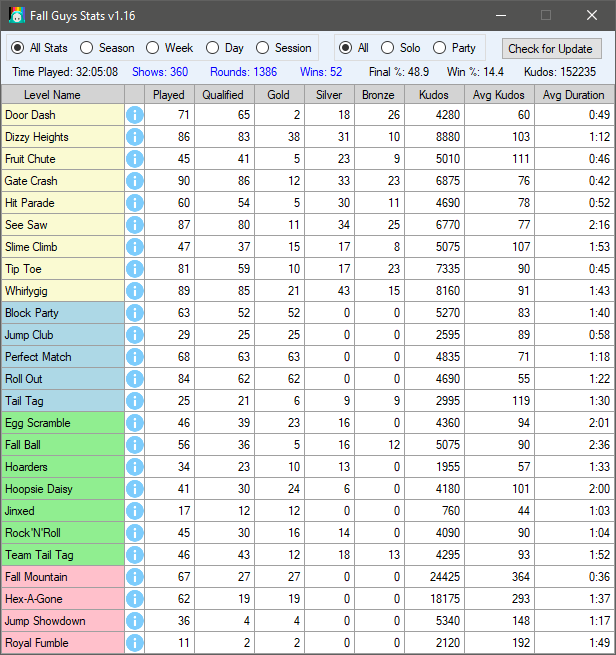 Fall Guys Stats v1.16
All Stats Season Week Day Session All Solo Party Check for Update
Time Played: 32:05:08 Shows: 360 Rounds: 1386 Wins: 52 Final %: 48.9 Win %: 14.4 Kudos: 152235
Level Name Played Qualified Gold Silver Bronze Kudos Avg Kudos Avg Duration
Door Dash 71 65 2 18 26 4280 60 0:49
Dizzy Heights 86 83 38 31 10 8880 103 1:12
Fruit Chute 45 41 5 23 9 5010 111 0:46
Gate Crash 90 86 12 33 23 6875 76 0:42
Hit Parade 60 54 5 30 11 4690 78 0:52
See Saw 87 80 11 34 25 6770 77 2:16
Slime Climb 47 37 15 17 8 5075 107 1:53
Tip Toe 81 59 10 17 23 7335 90 0:45
Whirlygig 89 85 21 43 15 8160 91 1:43
Block Party 63 52 52 0 0 5270 83 1:40
Jump Club 29 25 25 0 0 2595 89 0:58
Perfect Match 68 63 63 0 0 4835 71 1:18
Roll Out 84 62 62 0 0 4690 55 1:22
Tail Tag 25 21 6 9 9 2995 119 1:30
Egg Scramble 46 39 23 16 0 4360 94 2:01
Fall Ball 56 36 5 16 12 5075 90 2:36
Hoarders 34 23 10 13 0 1955 57 1:33
Hoopsie Daisy 41 30 24 6 0 4180 101 2:00
Jinxed 17 12 12 0 0 760 44 1:03
Rock'N'Roll 45 30 16 14 0 4090 90 1:04
Team Tail Tag 46 43 12 18 13 4295 93 1:52
Fall Mountain 67 27 27 0 0 24425 364 0:36
Hex-A-Gone 62 19 19 0 0 18175 293 1:37
Jump Showdown 36 4 4 0 0 5340 148 1:17
Royal Fumble 11 2 2 0 0 2120 192 1:49